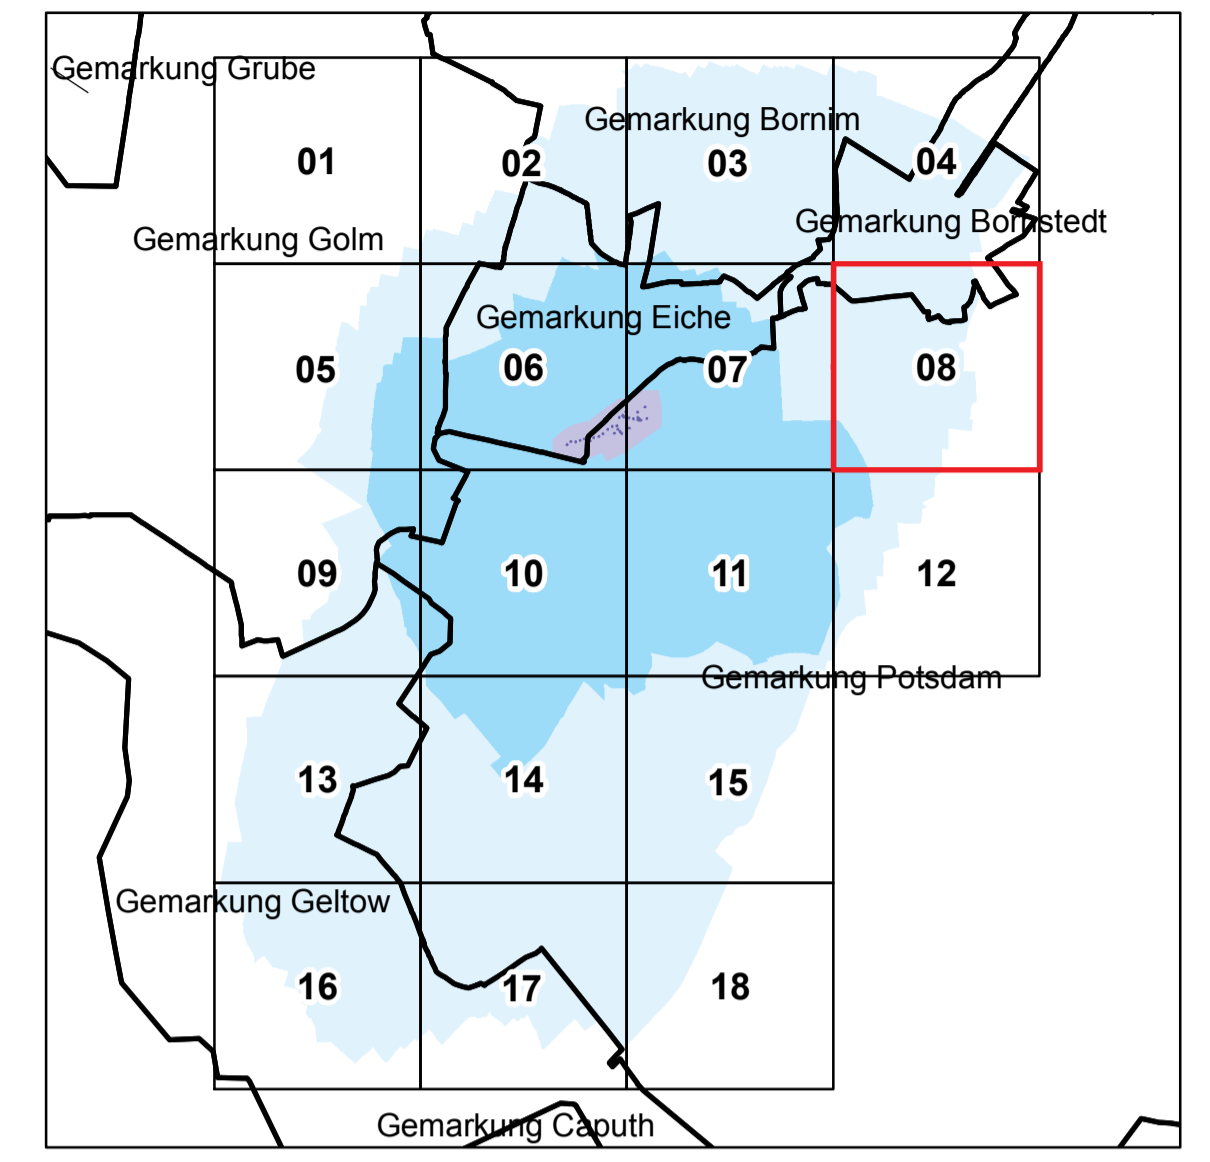 Gemarkung Grube
Gemarkung Bornim
01
02
03
04
Gemarkung Bornstedt
Gemarkung Golm
Gemarkung Eiche
05
06
07
08
09
10
11
12
Gemarkung Potsdam
13
14
15
Gemarkung Geltow
16
17
18
Gemarkung Caputh